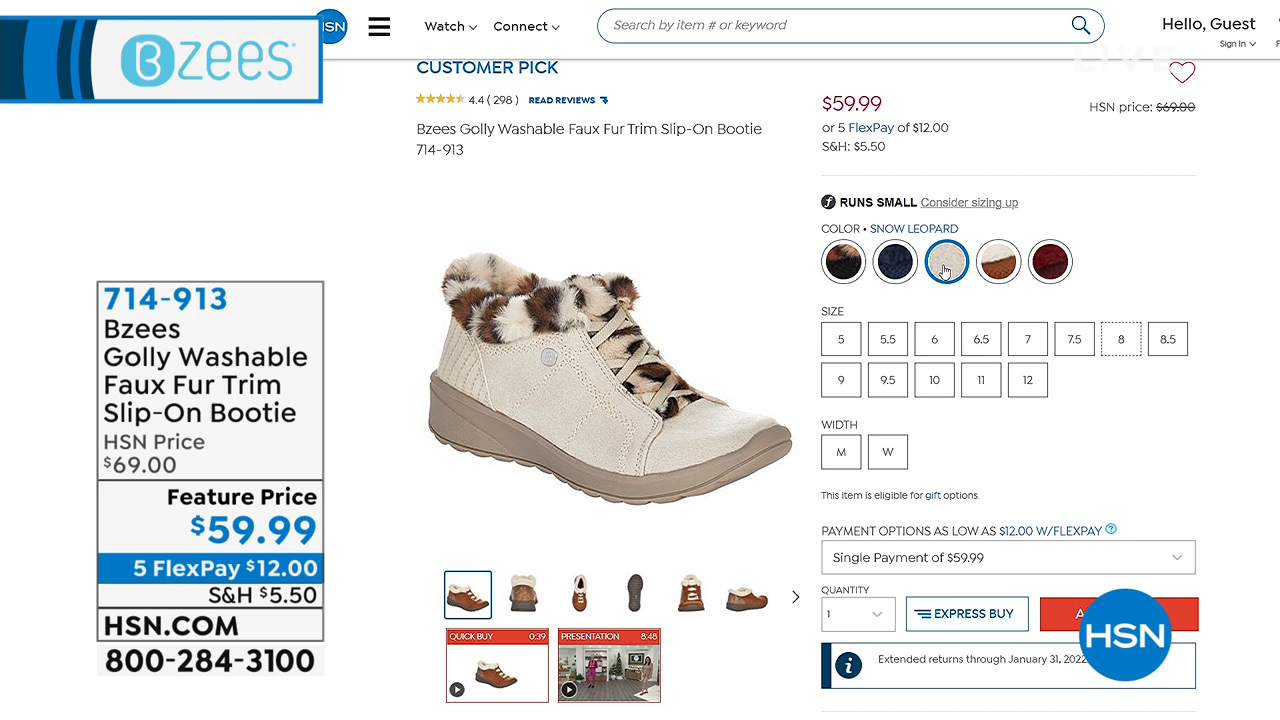 Bzees
HSN
Watch
Connect
Search by item # or keyword
Hello, Guest
Sign In
LIVE
CUSTOMER PICK
4.4 ( 298 ) READ REVIEWS
Bzees Golly Washable Faux Fur Trim Slip-On Bootie
714-913
$59.99
HSN price: $69.00
or 5 FlexPay of $12.00
S&H: $5.50
RUNS SMALL Consider sizing up
COLOR • SNOW LEOPARD
SIZE
5 5.5 6 6.5 7 7.5 8 8.5
9 9.5 10 11 12
WIDTH
M W
This item is eligible for gift options.
PAYMENT OPTIONS AS LOW AS $12.00 W/FLEXPAY ?
Single Payment of $59.99
QUANTITY
1
EXPRESS BUY
HSN
Extended returns through January 31, 2022
QUICK BUY 0:39
PRESENTATION 8:48
714-913
Bzees
Golly Washable
Faux Fur Trim
Slip-On Bootie
HSN Price
$69.00
Feature Price
$59.99
5 FlexPay $12.00
S&H $5.50
HSN.COM
800-284-3100